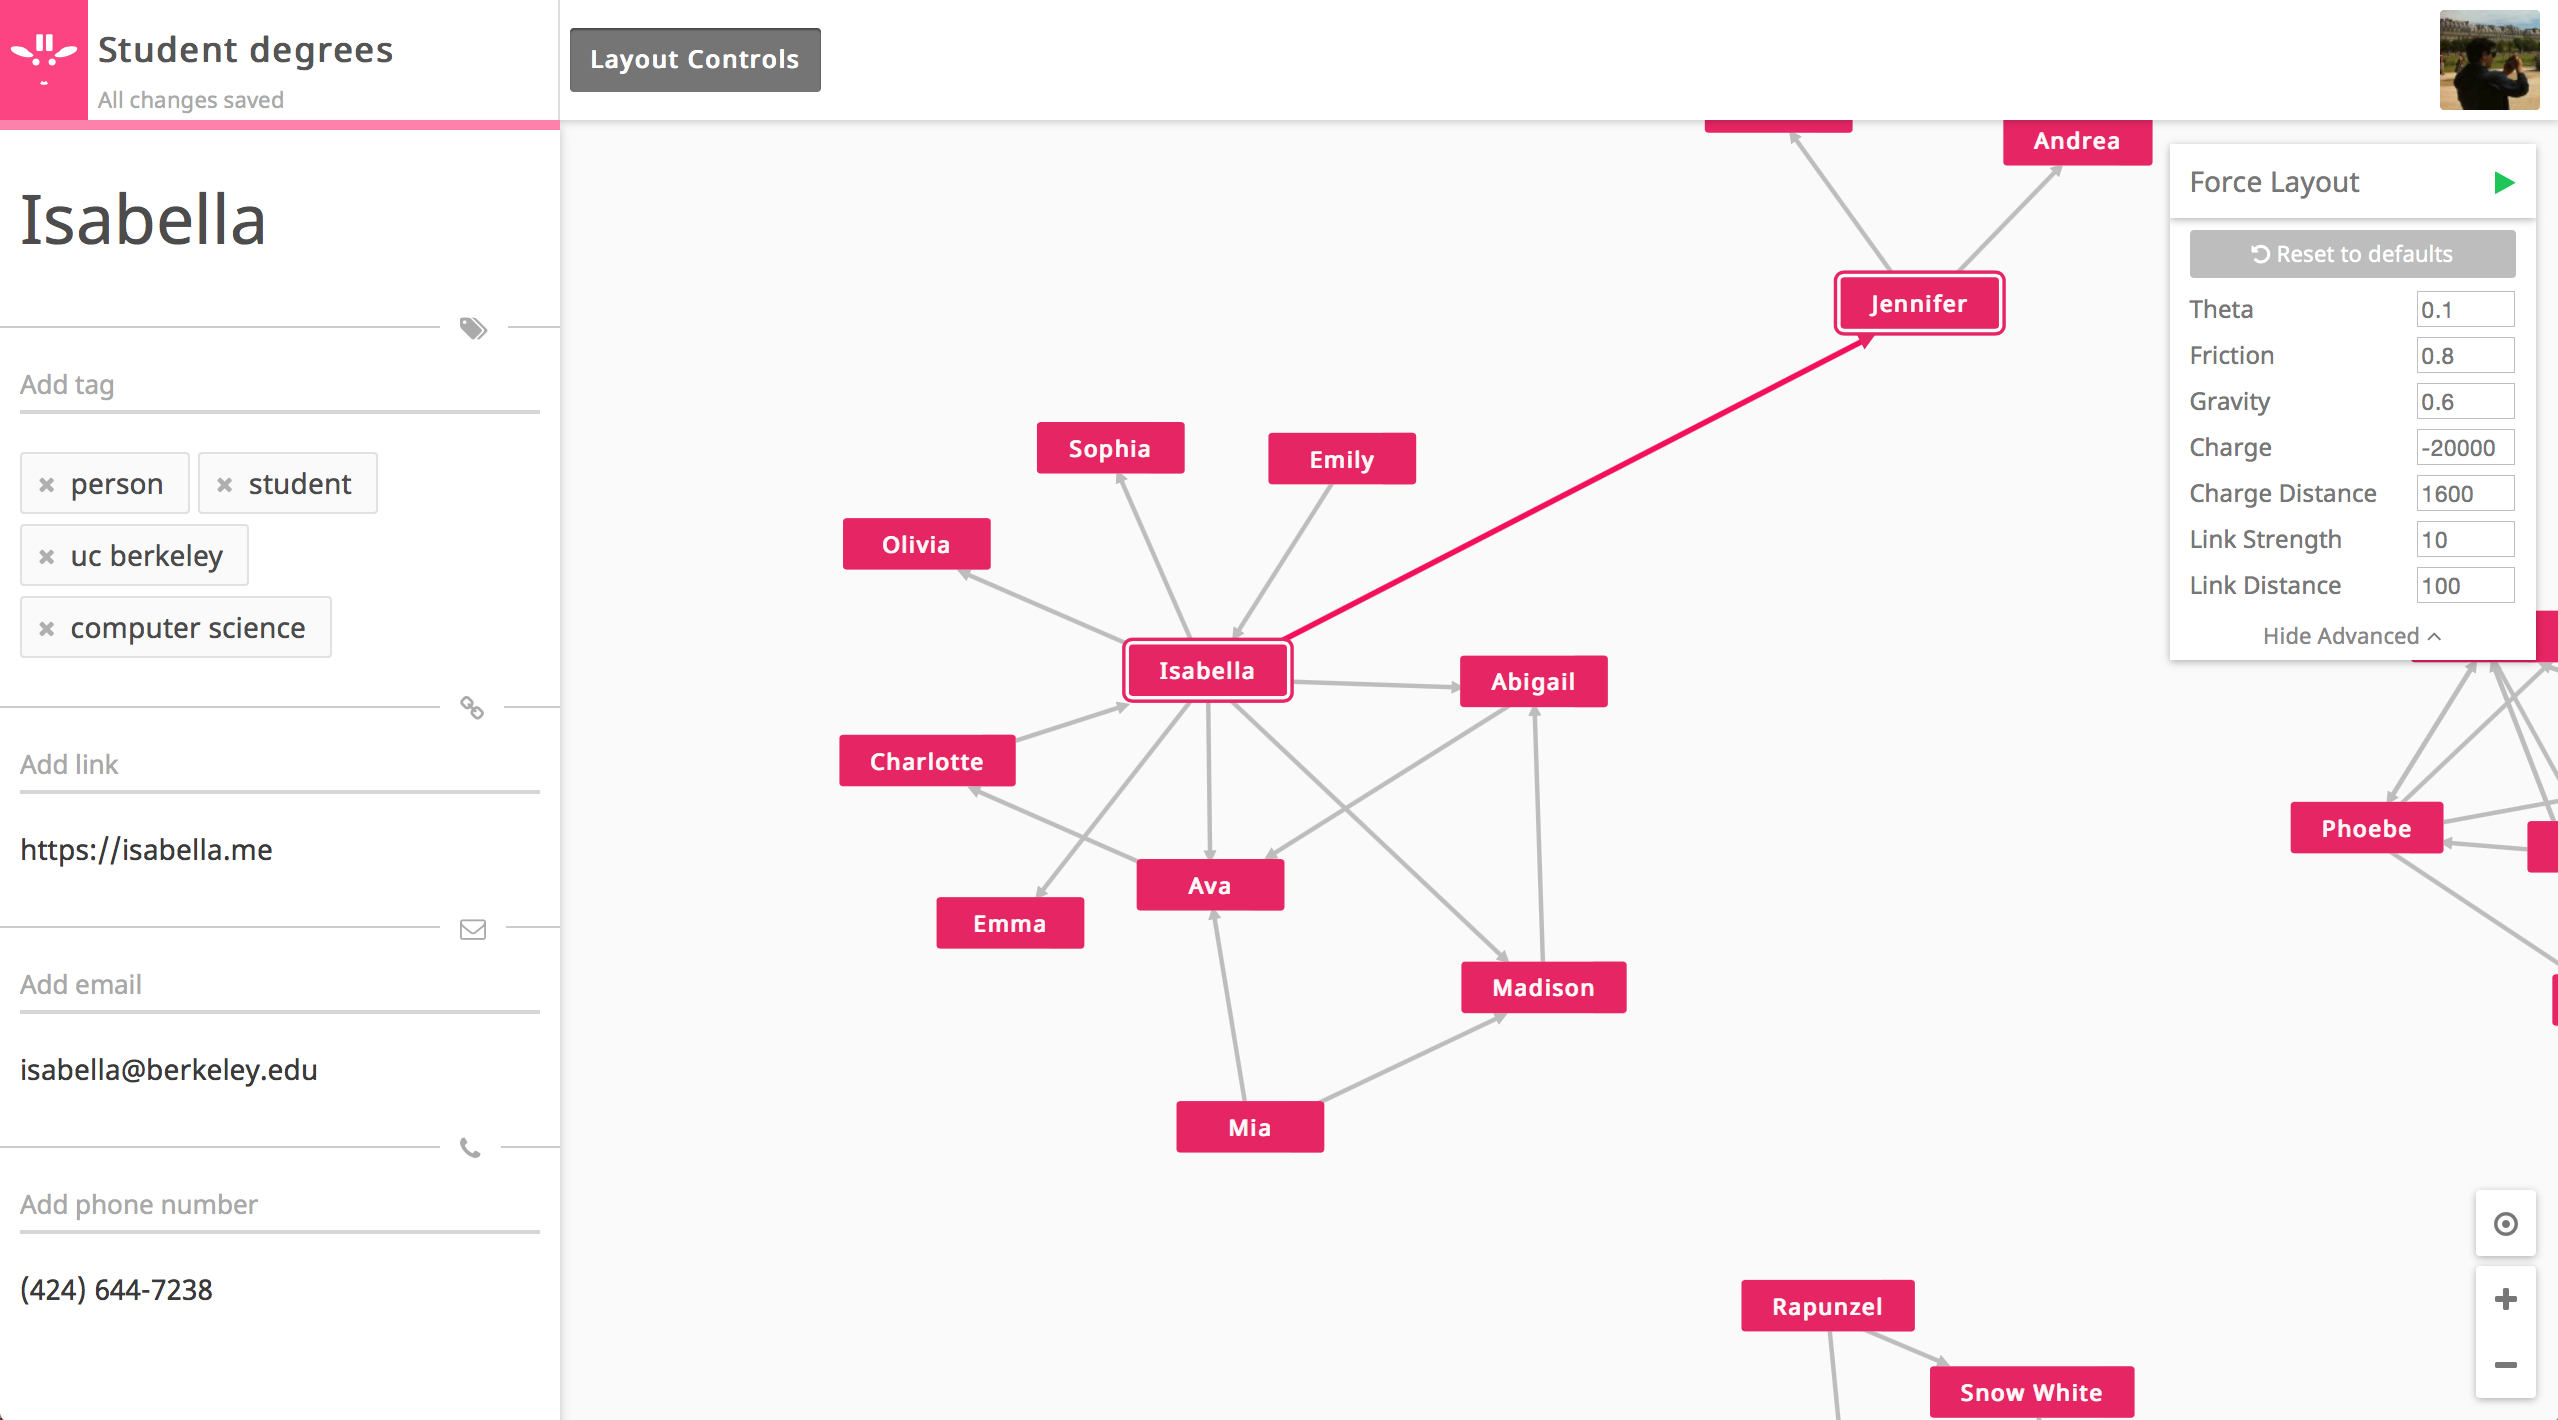 Student degrees
All changes saved
Layout Controls
Isabella
Add tag
person
student
uc berkeley
computer science
Add link
https://isabella.me
Add email
isabella@berkeley.edu
Add phone number
(424) 644-7238
Andrea
Jennifer
Sophia
Emily
Olivia
Isabella
Abigail
Charlotte
Ava
Emma
Madison
Mia
Phoebe
Rapunzel
Snow White
Force Layout
Reset to defaults
Theta 0.1
Friction 0.8
Gravity 0.6
Charge -20000
Charge Distance 1600
Link Strength 10
Link Distance 100
Hide Advanced